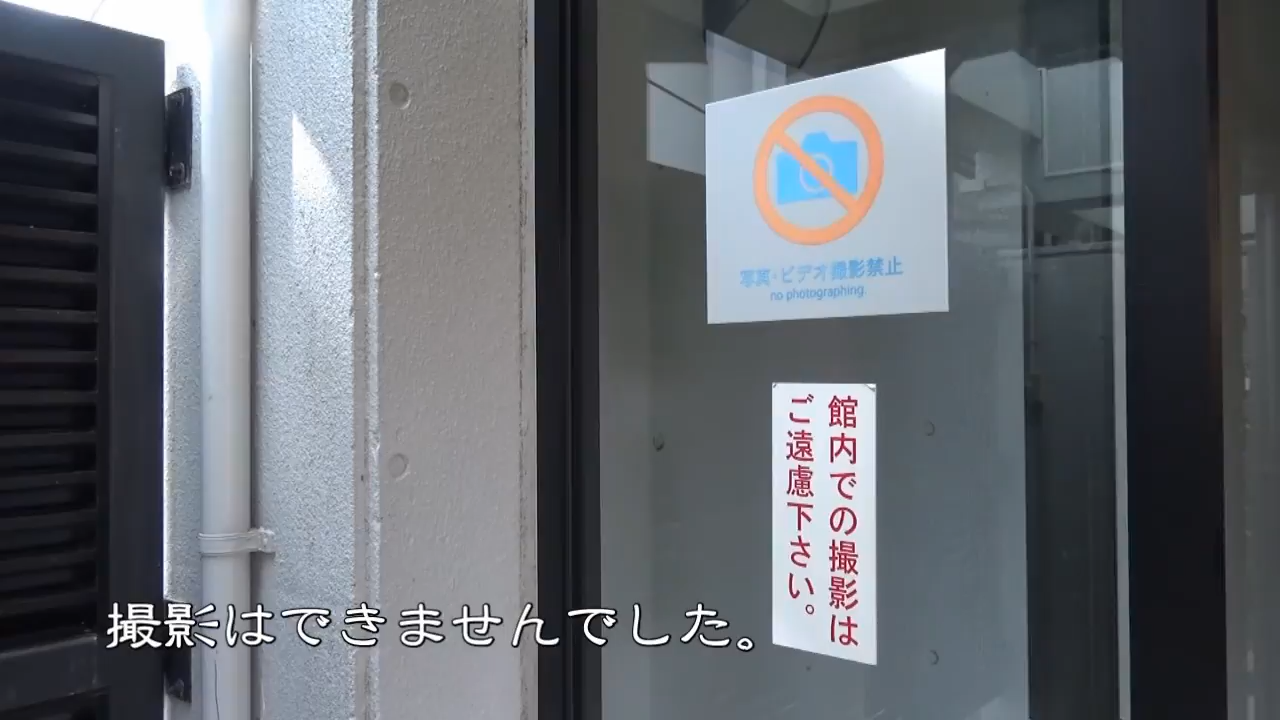 写真・ビデオ撮影禁止
no photographing.
館内での撮影は
ご遠慮下さい。
撮影はできませんでした。